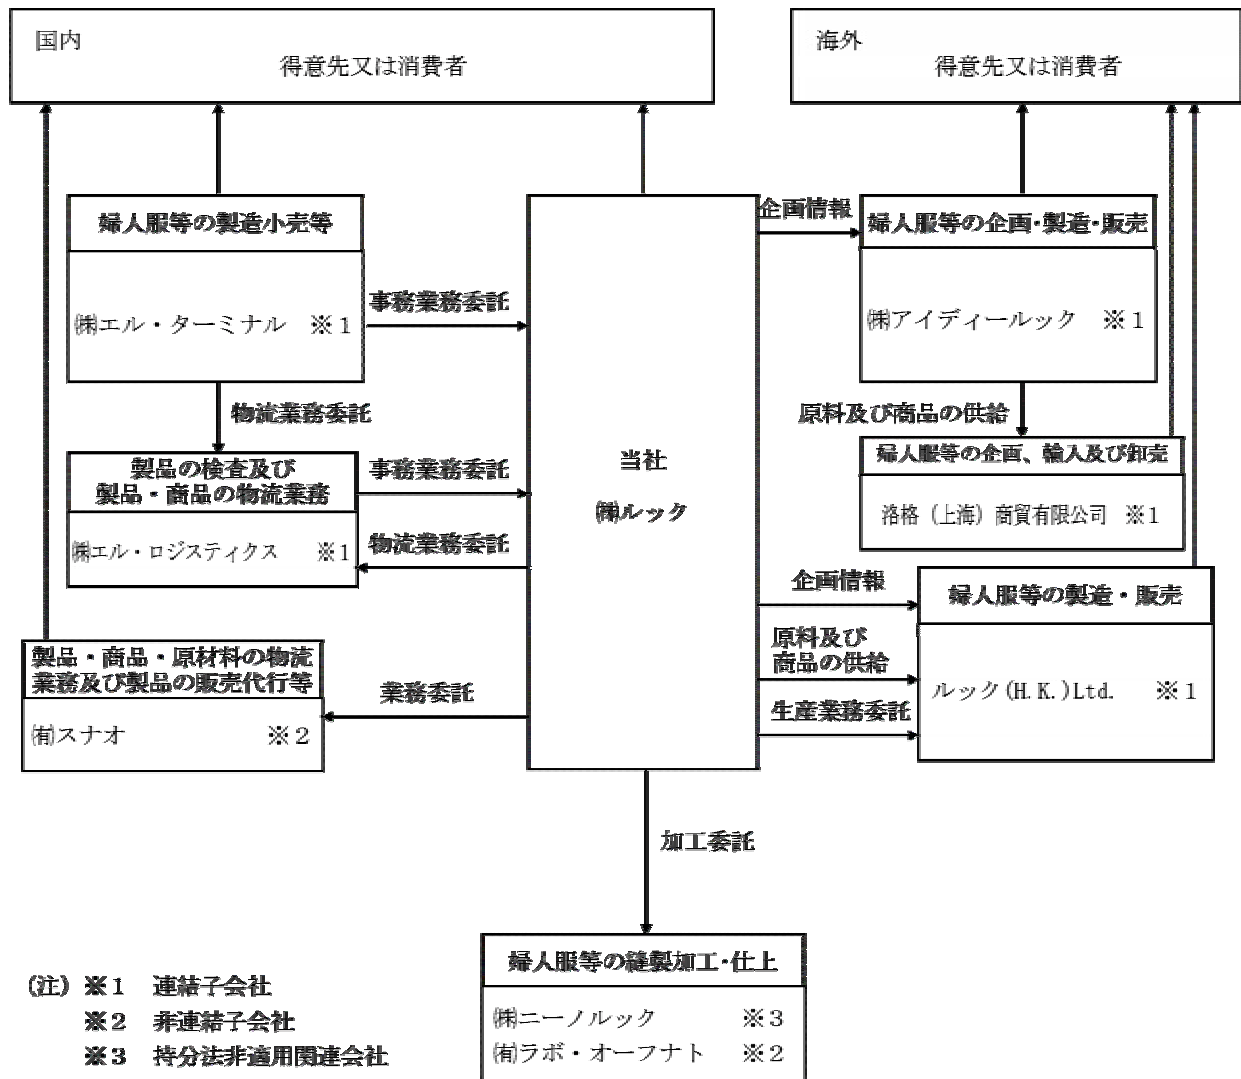 国内
得意先又は消費者
海外
得意先又は消費者
婦人服等の製造小売等
㈱エル・ターミナル ※1
事務業務委託
物流業務委託
製品の検査及び
製品・商品の物流業務
㈱エル・ロジスティクス ※1
事務業務委託
物流業務委託
製品・商品・原材料の物流
業務及び製品の販売代行等
㈲スナオ ※2
業務委託
当社
㈱ルック
企画情報
婦人服等の企画・製造・販売
㈱アイディールック ※1
原料及び商品の供給
婦人服等の企画、輸入及び卸売
洛格（上海）商貿有限公司 ※1
企画情報
原料及び
商品の供給
生産業務委託
婦人服等の製造・販売
ルック(H.K.)Ltd. ※1
加工委託
婦人服等の縫製加工・仕上
㈱ニーノルック ※3
㈲ラボ・オーフナト ※2
(注) ※1 連結子会社
※2 非連結子会社
※3 持分法非適用関連会社